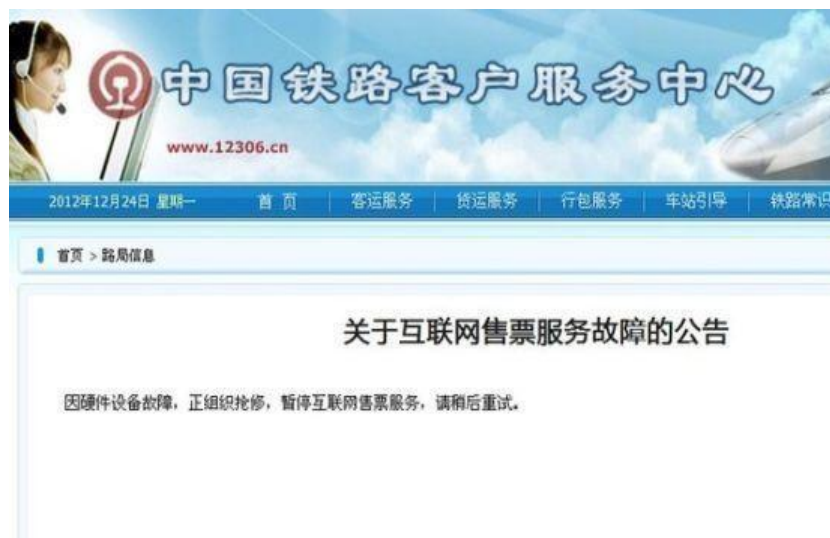 中国铁路客户服务中心
www.12306.cn
2012年12月24日 星期一 首页 客运服务 货运服务 行包服务 车站引导 铁路常识
首页 > 路局信息
关于互联网售票服务故障的公告
因硬件设备故障，正组织抢修，暂停互联网售票服务，请稍后重试。